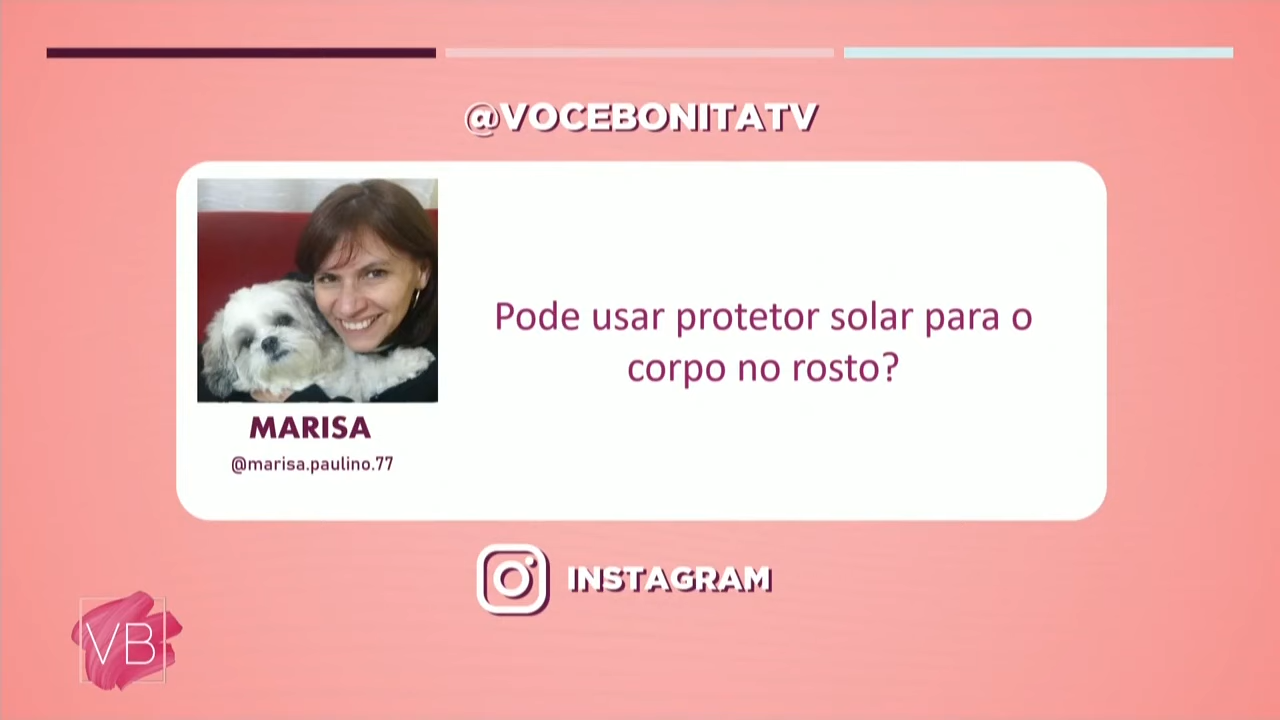 @VOCEBONITATV
Pode usar protetor solar para o
corpo no rosto?
MARISA
@marisa.paulino.77
INSTAGRAM
VB